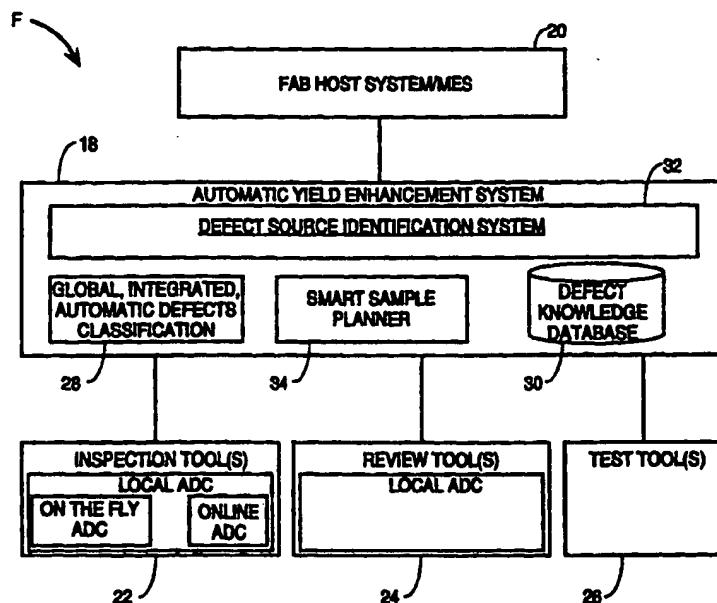 F
20
FAB HOST SYSTEM/MES
18
32
AUTOMATIC YIELD ENHANCEMENT SYSTEM
DEFECT SOURCE IDENTIFICATION SYSTEM
GLOBAL, INTEGRATED,
AUTOMATIC DEFECTS
CLASSIFICATION
SMART SAMPLE
PLANNER
DEFECT
KNOWLEDGE
DATABASE
28
34
30
INSPECTION TOOL(S)
LOCAL ADC
ON THE FLY
ADC
ONLINE
ADC
REVIEW TOOL(S)
LOCAL ADC
TEST TOOL(S)
22
24
26